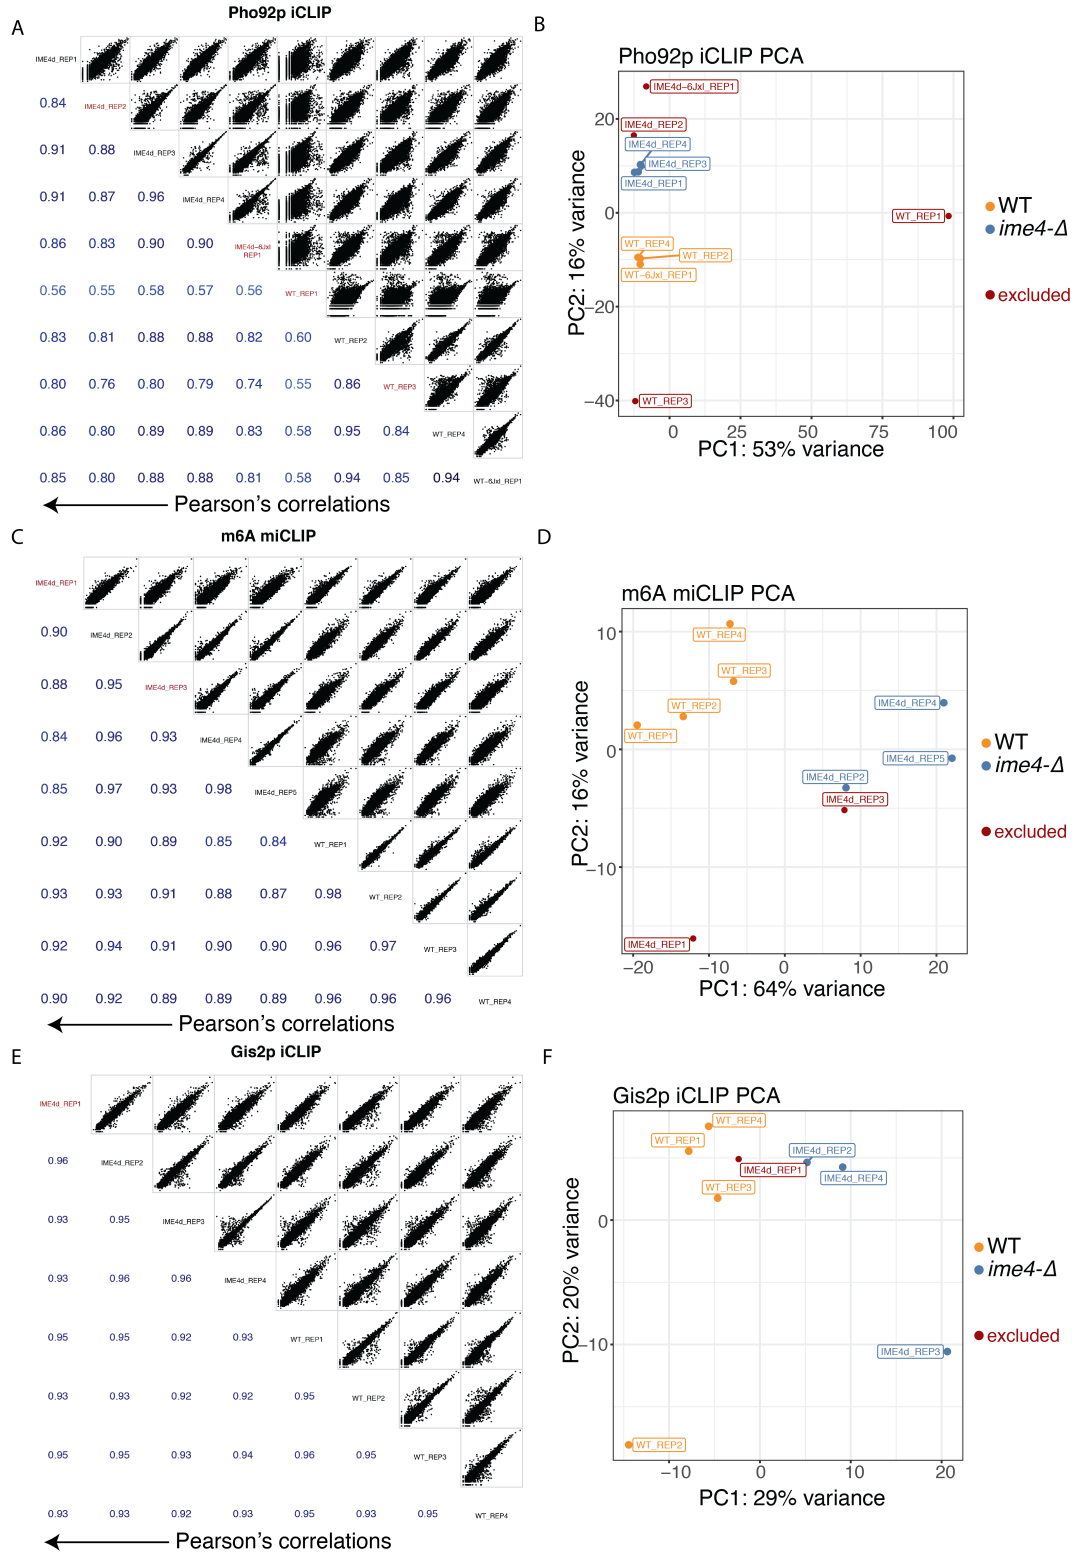 A
Pho92p iCLIP
IME4d_REP1
0.84 IME4d_REP2
0.91 0.88 IME4d_REP3
0.91 0.87 0.96 IME4d_REP4
0.86 0.83 0.90 0.90 IME4d-6Jxl
REP1
0.56 0.55 0.58 0.57 0.56 WT_REP1
0.83 0.81 0.88 0.88 0.82 0.60 WT_REP2
0.80 0.76 0.80 0.79 0.74 0.55 0.86 WT_REP3
0.86 0.80 0.89 0.89 0.83 0.58 0.95 0.84 WT_REP4
0.85 0.80 0.88 0.88 0.81 0.58 0.94 0.85 0.94 WT-6Jxl_REP1
Pearson's correlations
B
Pho92p iCLIP PCA
IME4d-6Jxl_REP1
IME4d_REP2
IME4d_REP4
IME4d_REP3
IME4d_REP1
WT_REP1
WT_REP4
WT_REP2
WT-6Jxl_REP1
WT_REP3
20
0
−20
−40
PC2: 16% variance
0 25 50 75 100
PC1: 53% variance
WT
ime4-Δ
excluded
C
m6A miCLIP
IME4d_REP1
0.90 IME4d_REP2
0.88 0.95 IME4d_REP3
0.84 0.96 0.93 IME4d_REP4
0.85 0.97 0.93 0.98 IME4d_REP5
0.92 0.90 0.89 0.85 0.84 WT_REP1
0.93 0.93 0.91 0.88 0.87 0.98 WT_REP2
0.92 0.94 0.91 0.90 0.90 0.96 0.97 WT_REP3
0.90 0.92 0.89 0.89 0.89 0.96 0.96 0.96 WT_REP4
Pearson's correlations
D
m6A miCLIP PCA
WT_REP4
WT_REP3
WT_REP2
WT_REP1
IME4d_REP4
IME4d_REP5
IME4d_REP2
IME4d_REP3
IME4d_REP1
10
0
−10
PC2: 16% variance
−20 −10 0 10 20
PC1: 64% variance
WT
ime4-Δ
excluded
E
Gis2p iCLIP
IME4d_REP1
0.96 IME4d_REP2
0.93 0.95 IME4d_REP3
0.93 0.96 0.96 IME4d_REP4
0.95 0.95 0.92 0.93 WT_REP1
0.93 0.93 0.92 0.92 0.95 WT_REP2
0.95 0.95 0.93 0.94 0.96 0.95 WT_REP3
0.93 0.93 0.92 0.93 0.95 0.93 0.95 WT_REP4
Pearson's correlations
F
Gis2p iCLIP PCA
WT_REP4
WT_REP1
IME4d_REP2
IME4d_REP1
IME4d_REP4
WT_REP3
IME4d_REP3
WT_REP2
0
−10
PC2: 20% variance
−10 0 10 20
PC1: 29% variance
WT
ime4-Δ
excluded